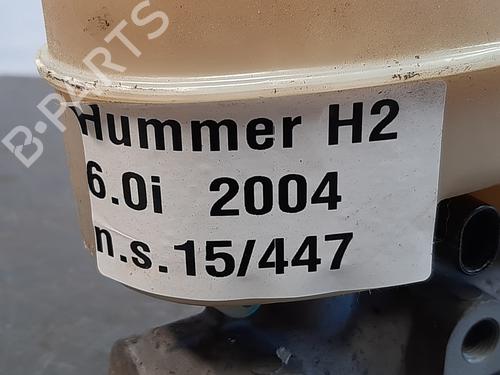 B-PARTS
Hummer H2
6.0i 2004
n.s.15/447